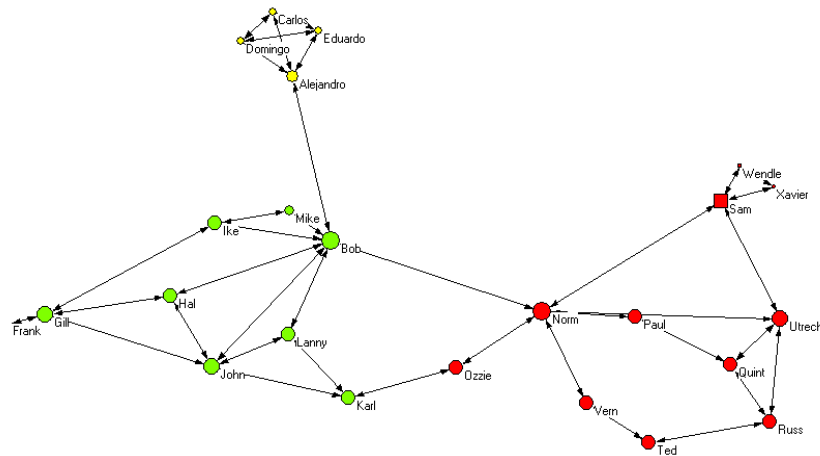 Carlos
Eduardo
Domingo
Alejandro
Wendle
Xavier
Sam
Mike
Ike
Bob
Hal
Gill
Frank
Norm
Paul
Utrech
Lanny
John
Ozzie
Quint
Karl
Vern
Russ
Ted